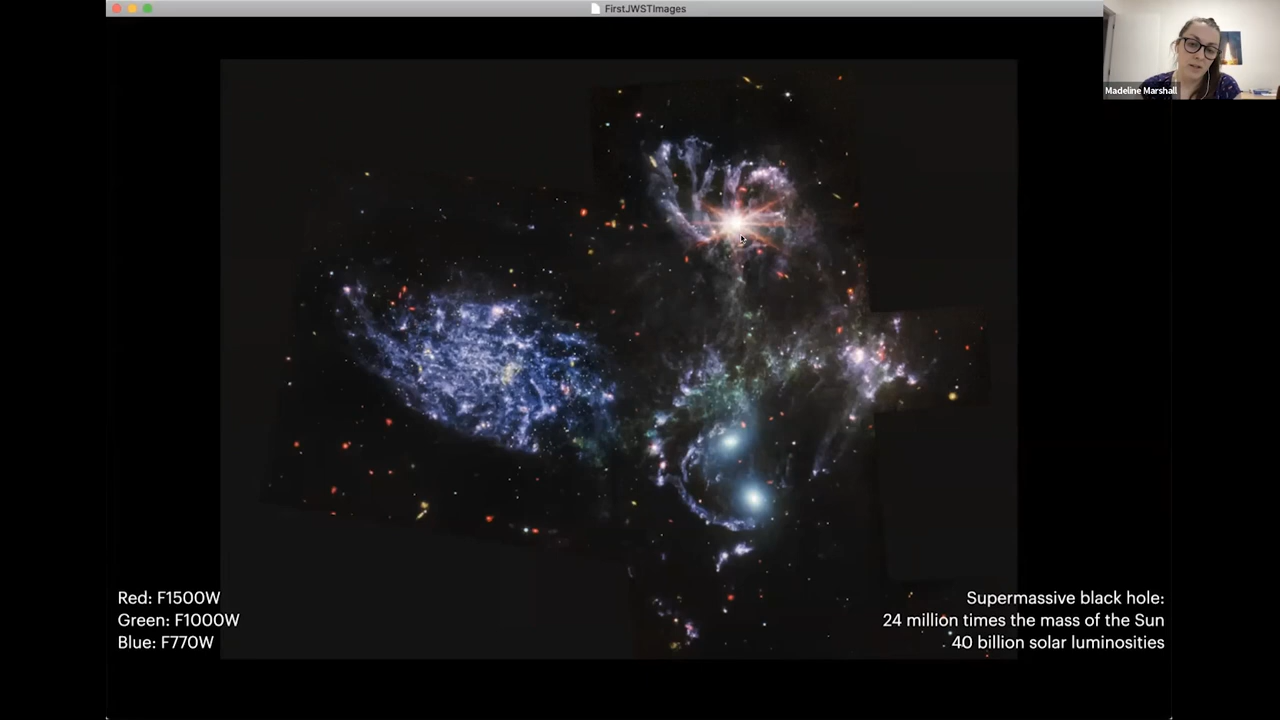 FirstJWSTImages
Madeline Marshall
Red: F1500W
Green: F1000W
Blue: F770W
Supermassive black hole:
24 million times the mass of the Sun
40 billion solar luminosities